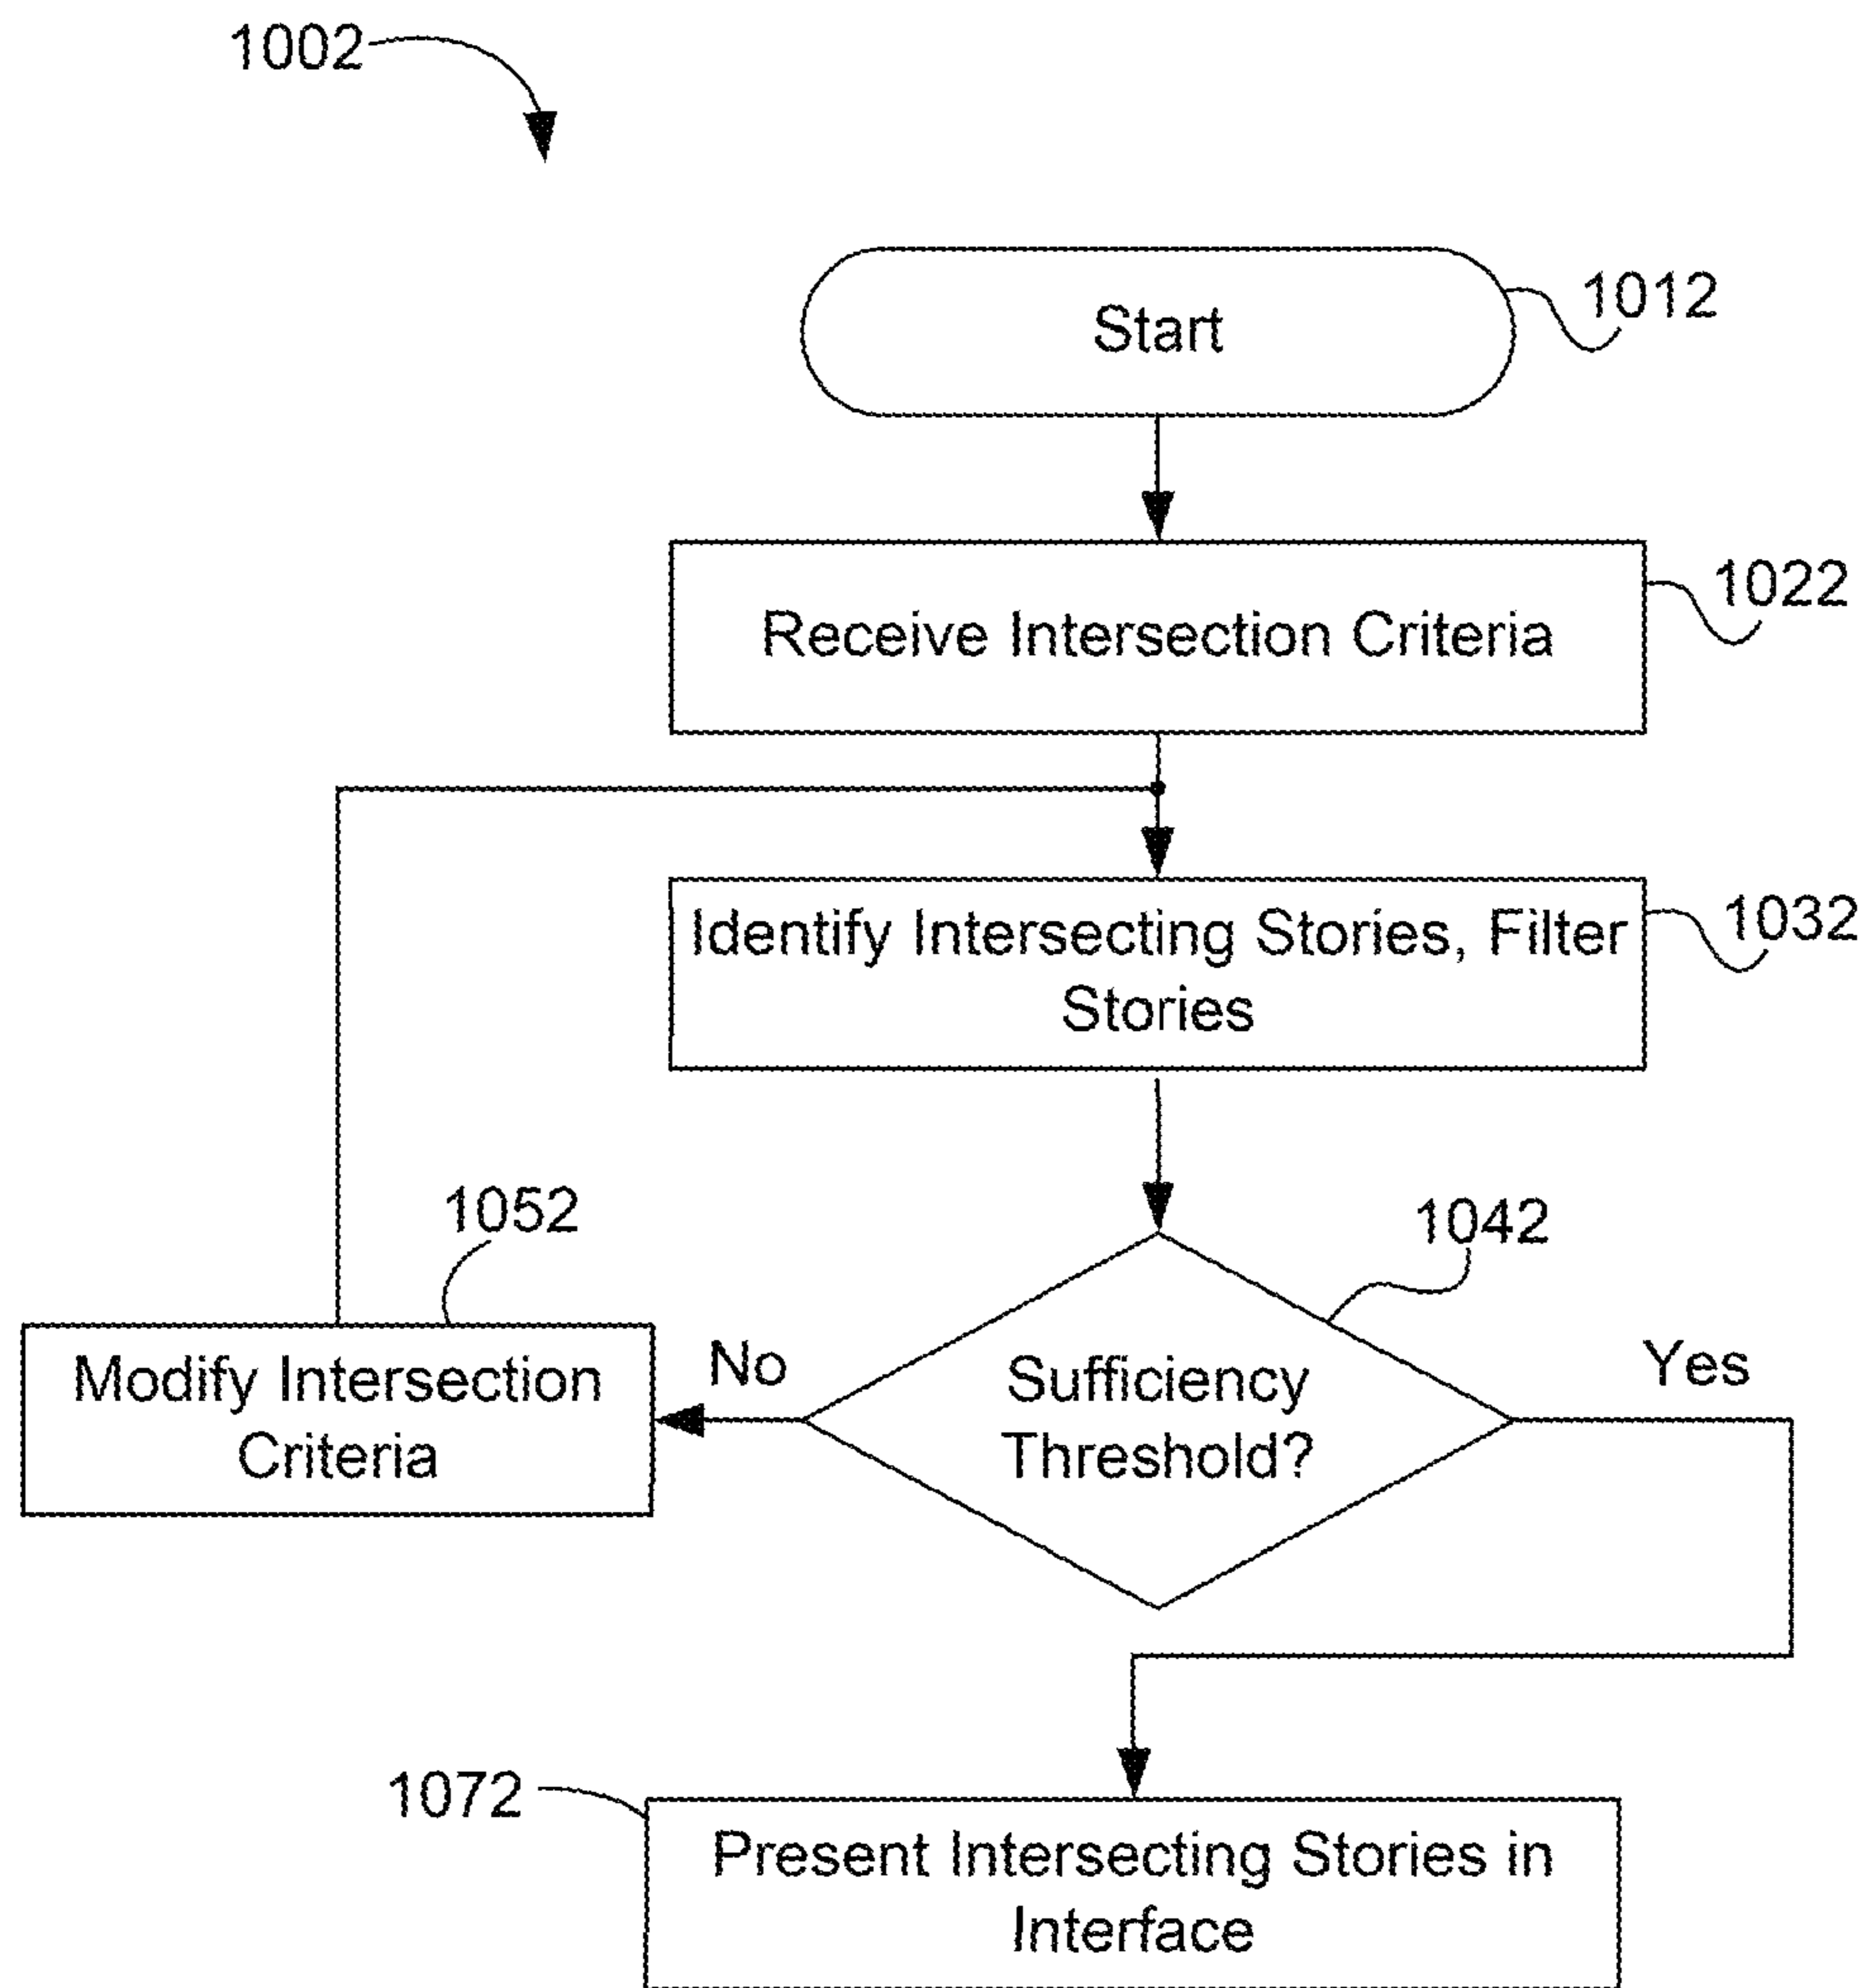 1002
Start
1012
Receive Intersection Criteria
1022
Identify Intersecting Stories, Filter
Stories
1032
1052
1042
Modify Intersection
Criteria
No
Sufficiency
Threshold?
Yes
1072
Present Intersecting Stories in
Interface